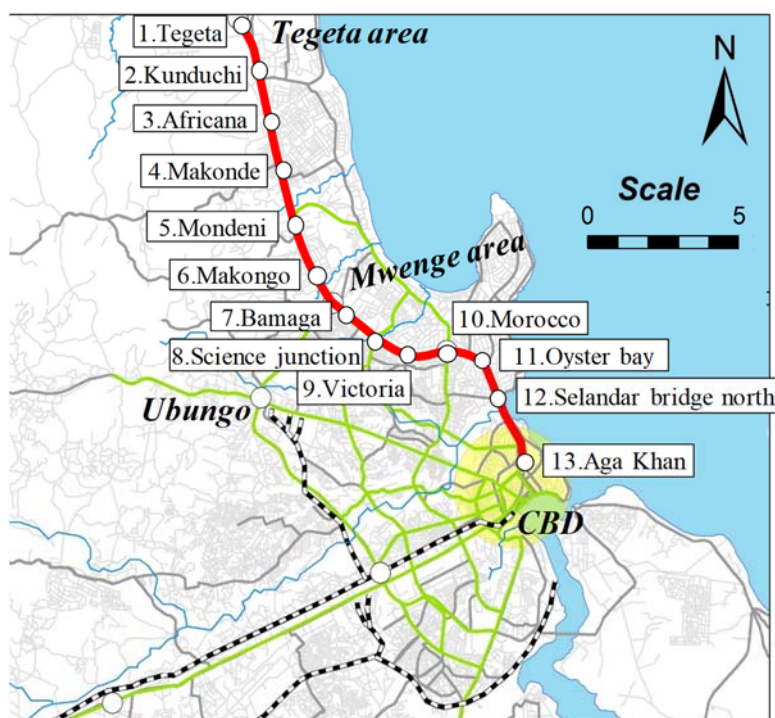 1.Tegeta
Tegeta area
2.Kunduchi
N
3.Africana
4.Makonde
Scale
0 5
5.Mondeni
Mwenge area
6.Makongo
7.Bamaga
10.Morocco
8.Science junction
11.Oyster bay
9.Victoria
12.Selandar bridge north
Ubungo
13.Aga Khan
CBD